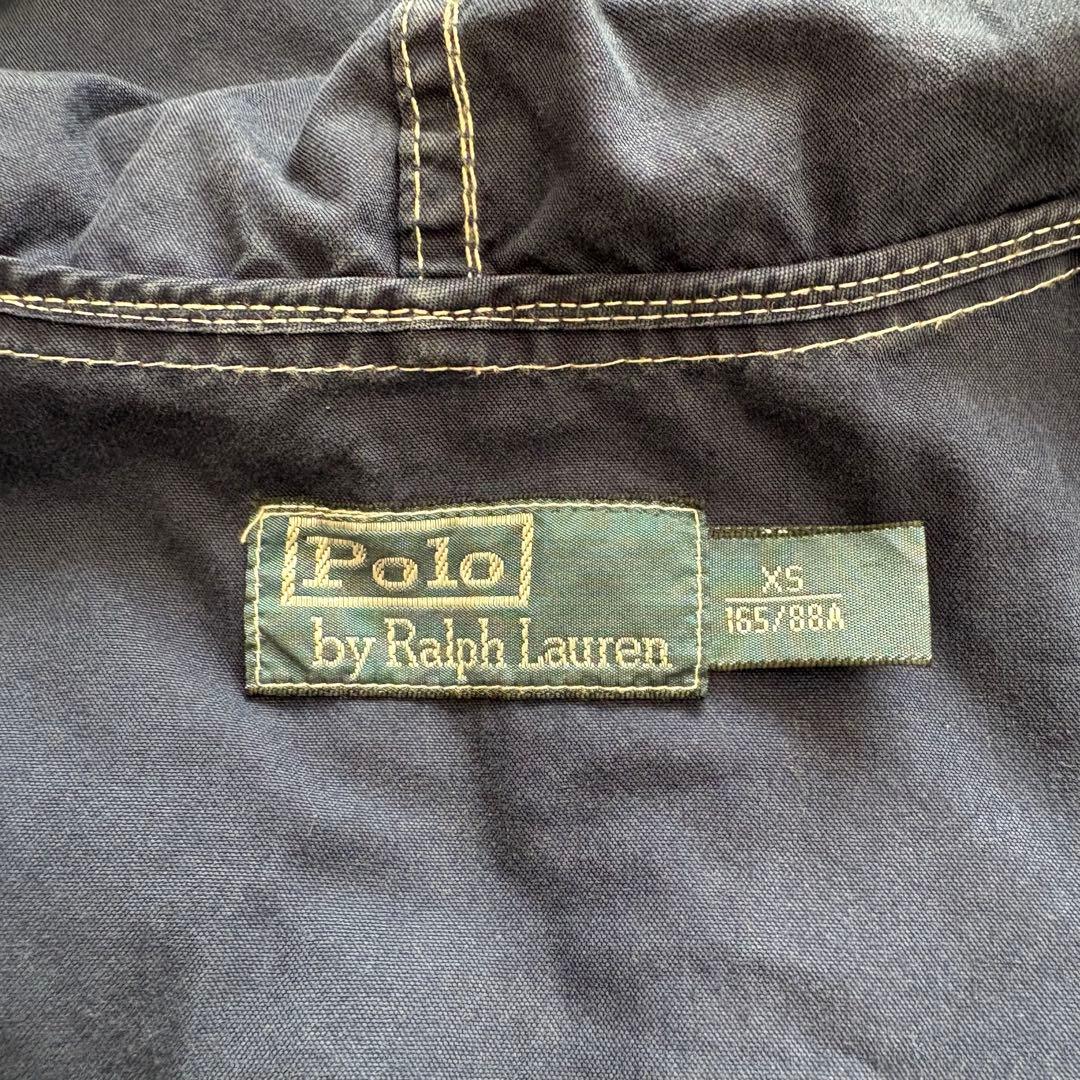 Polo
by Ralph Lauren
XS
165/88A